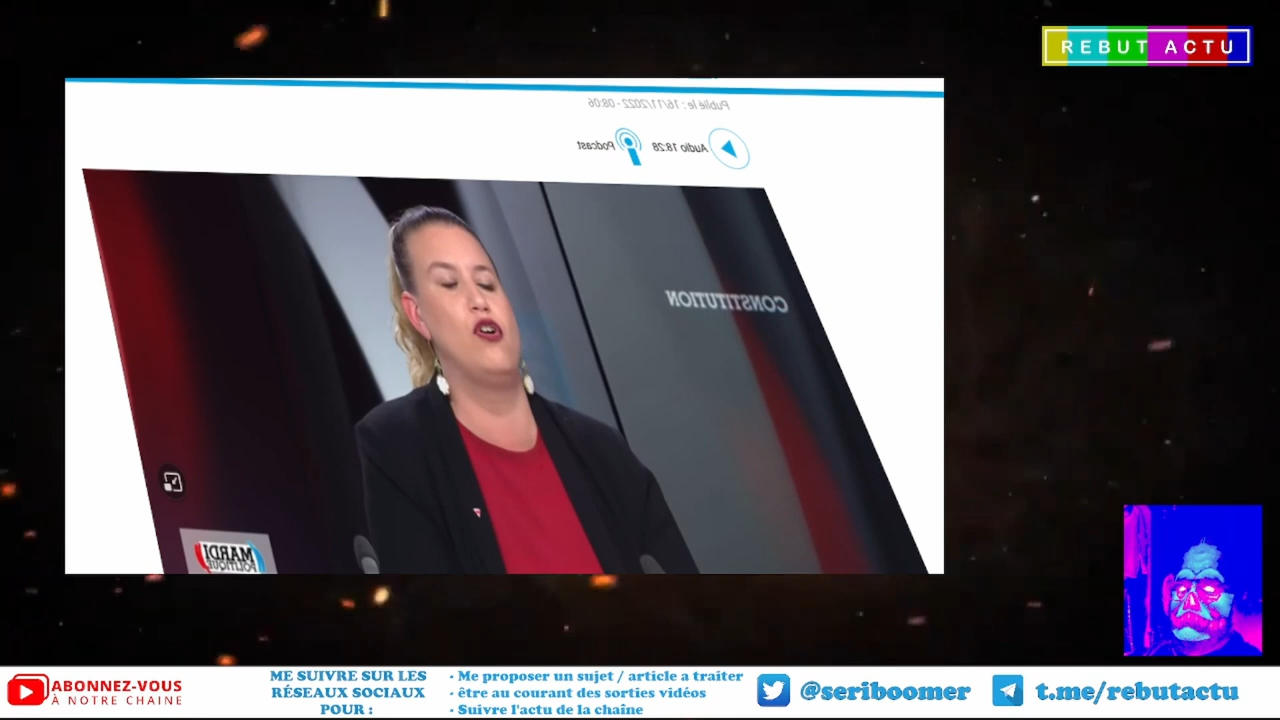 REBUT ACTU
Publié le : 16/11/2022 - 08:06
Audio 18:28 Podcast
CONSTITUTION
MARDI
POLITIQUE
ABONNEZ-VOUS
À NOTRE CHAINE
ME SUIVRE SUR LES
RÉSEAUX SOCIAUX
POUR :
- Me proposer un sujet / article a traiter
- être au courant des sorties vidéos
- Suivre l'actu de la chaîne
@seriboomer
t.me/rebutactu